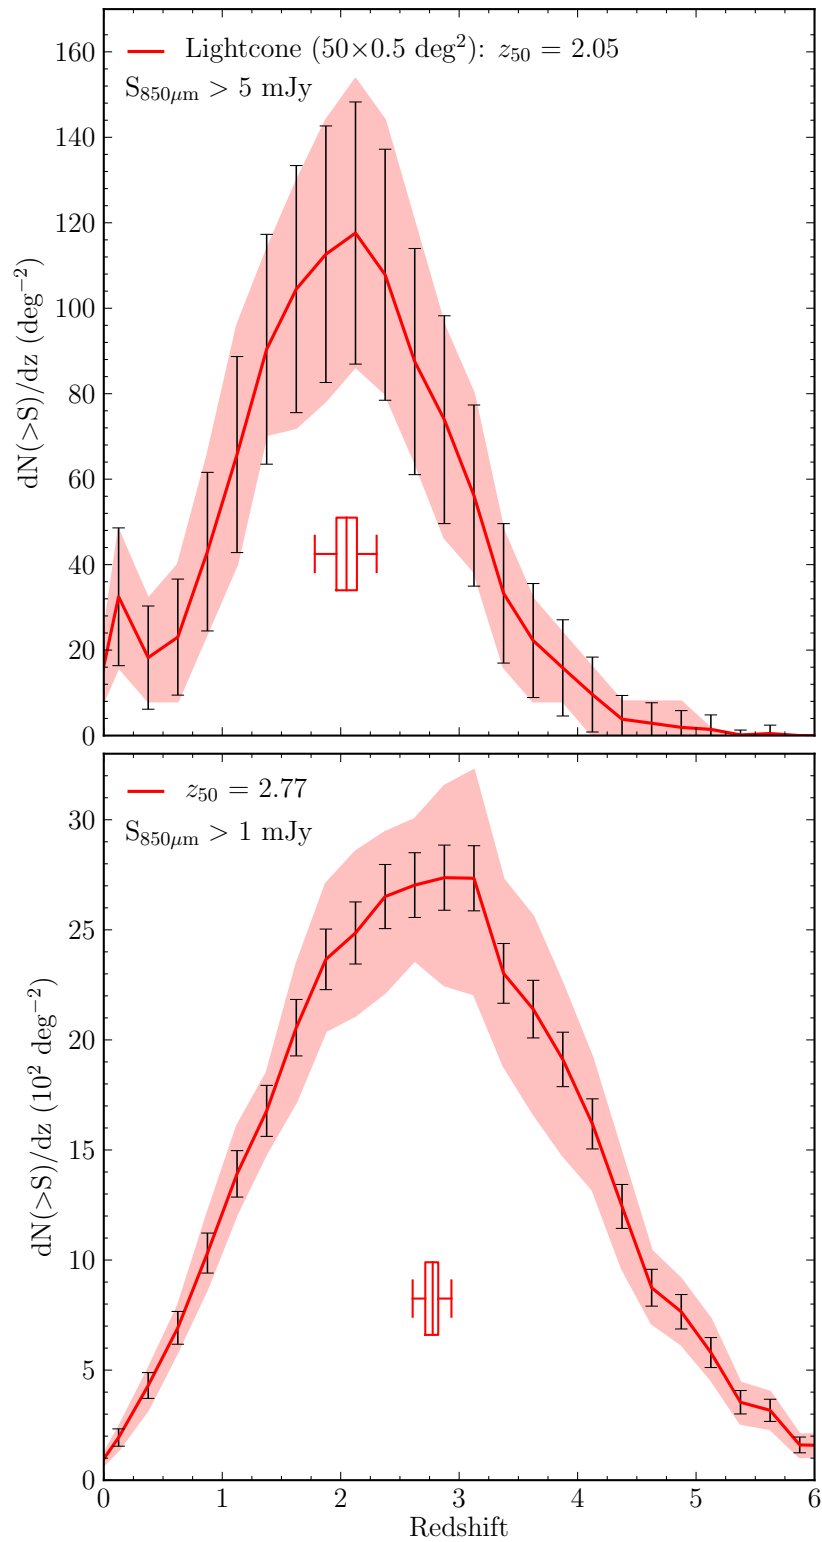 Lightcone (50×0.5 deg²): z₅₀ = 2.05
S₈₅₀μm > 5 mJy
160
140
120
100
80
60
40
20
0
dN(>S)/dz (deg⁻²)
z₅₀ = 2.77
S₈₅₀μm > 1 mJy
30
25
20
15
10
5
0
dN(>S)/dz (10² deg⁻²)
0 1 2 3 4 5 6
Redshift